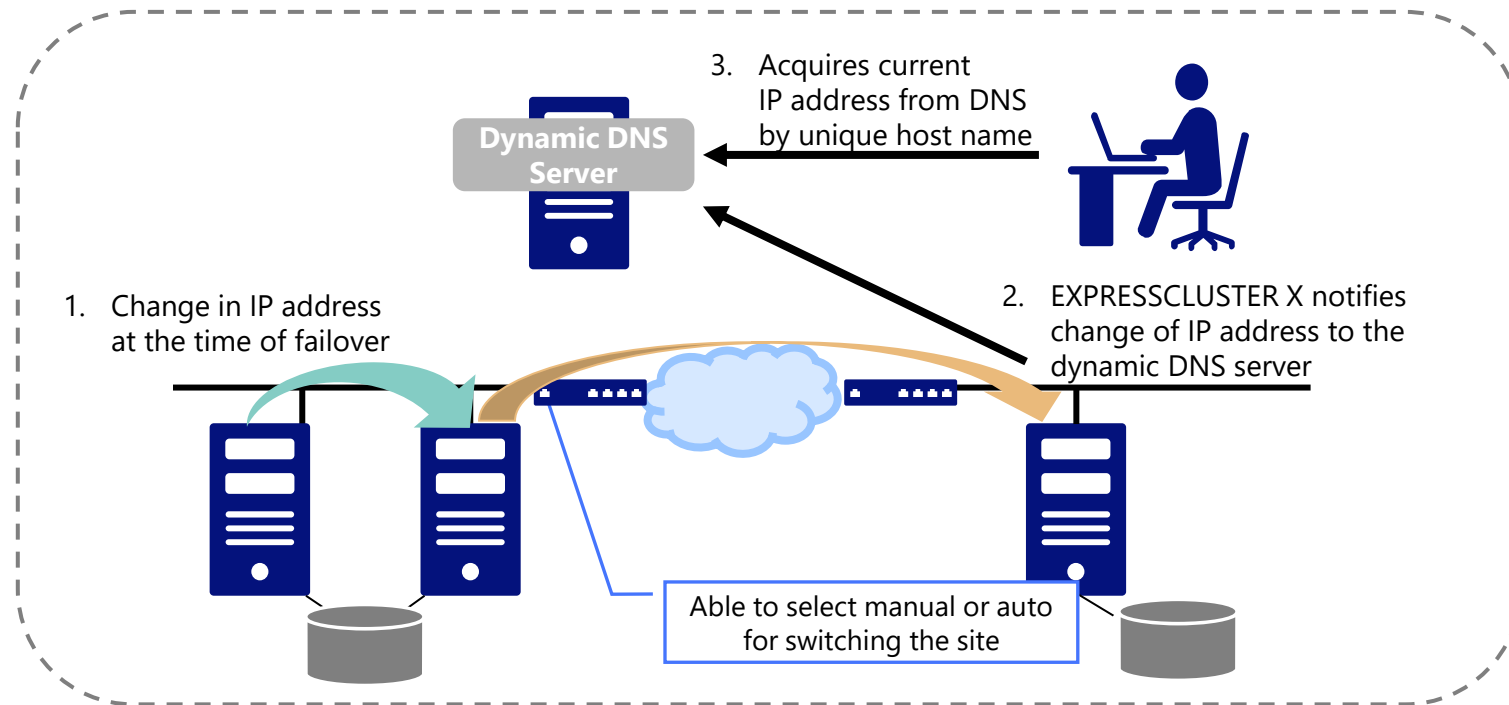 3. Acquires current
IP address from DNS
by unique host name
Dynamic DNS
Server
1. Change in IP address
at the time of failover
2. EXPRESSCLUSTER X notifies
change of IP address to the
dynamic DNS server
Able to select manual or auto
for switching the site